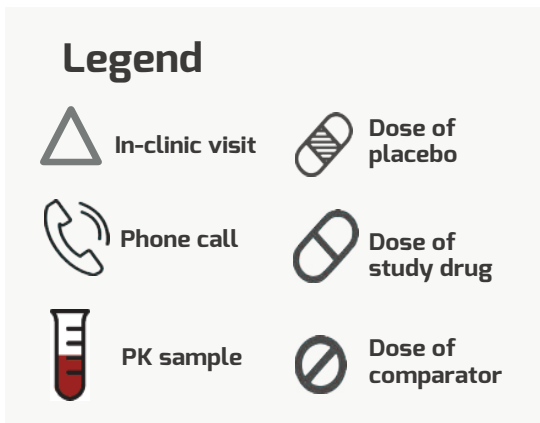 Legend
In-clinic visit
Dose of
placebo
Phone call
Dose of
study drug
PK sample
Dose of
comparator